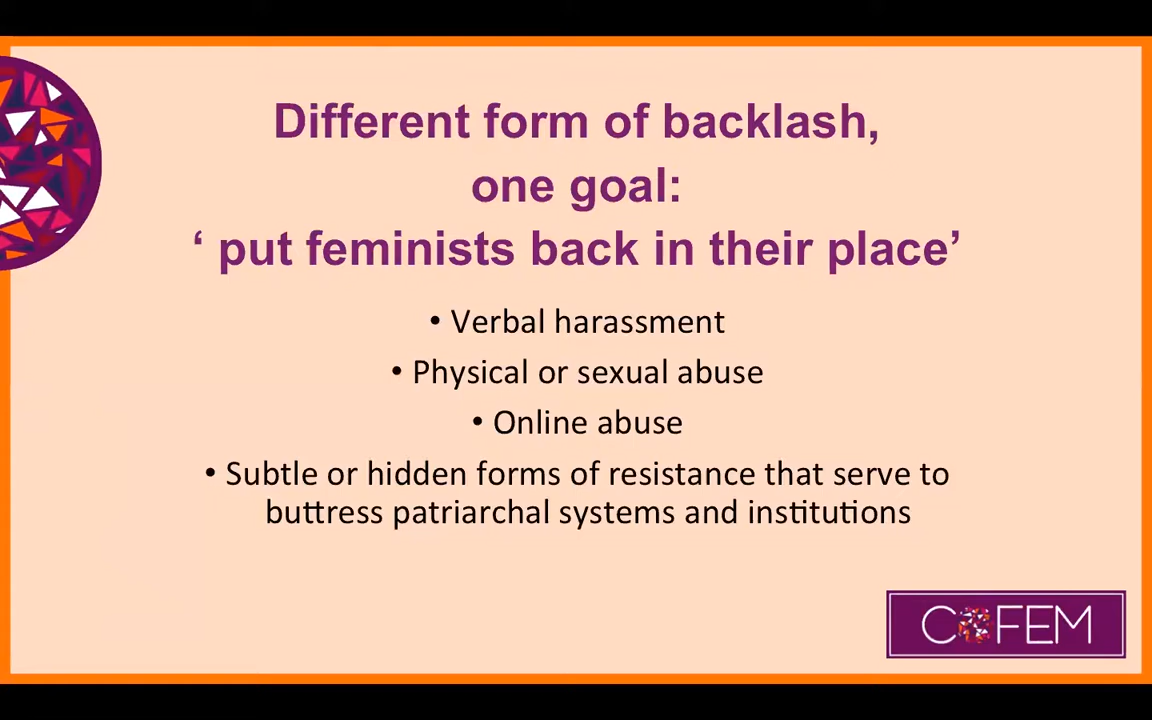 Different form of backlash,
one goal:
‘ put feminists back in their place’
• Verbal harassment
• Physical or sexual abuse
• Online abuse
• Subtle or hidden forms of resistance that serve to
buttress patriarchal systems and institutions
COFEM